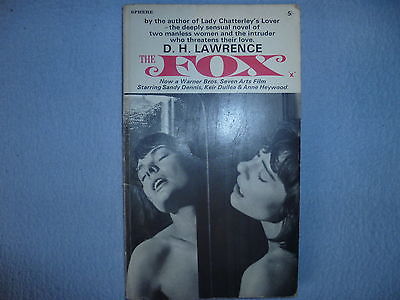 SPHERE
5/-
by the author of Lady Chatterley's Lover
—the deeply sensual novel of
two manless women and the intruder
who threatens their love.
D. H. LAWRENCE
THE FOX
'x'
Now a Warner Bros. Seven Arts Film
Starring Sandy Dennis, Keir Dullea & Anne Heywood.